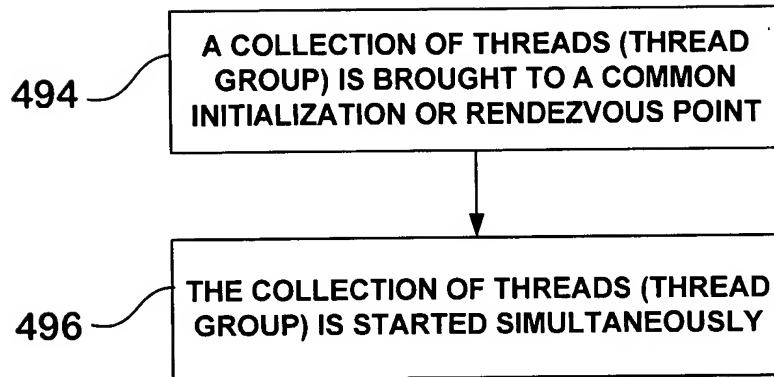 494
A COLLECTION OF THREADS (THREAD
GROUP) IS BROUGHT TO A COMMON
INITIALIZATION OR RENDEZVOUS POINT
496
THE COLLECTION OF THREADS (THREAD
GROUP) IS STARTED SIMULTANEOUSLY